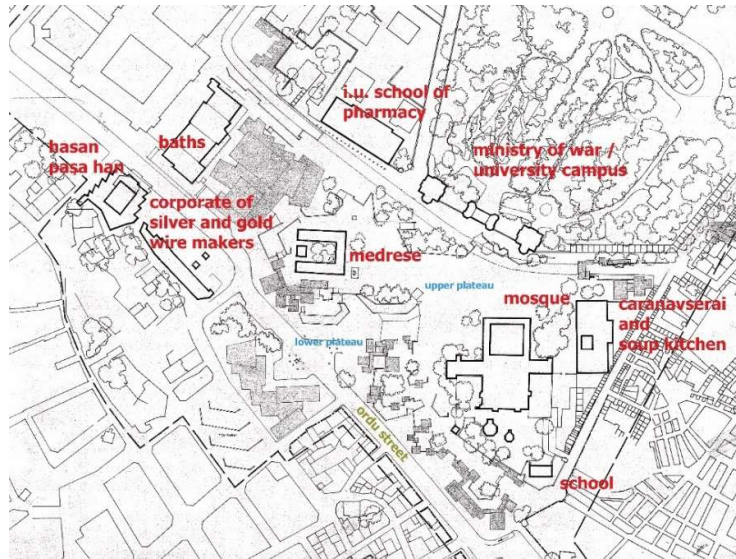 i.u. school of
pharmacy
baths
hasan
pasa han
ministry of war /
university campus
corporate of
silver and gold
wire makers
medrese
upper plateau
mosque
caranavserai
and
soup kitchen
lower plateau
ordu street
school